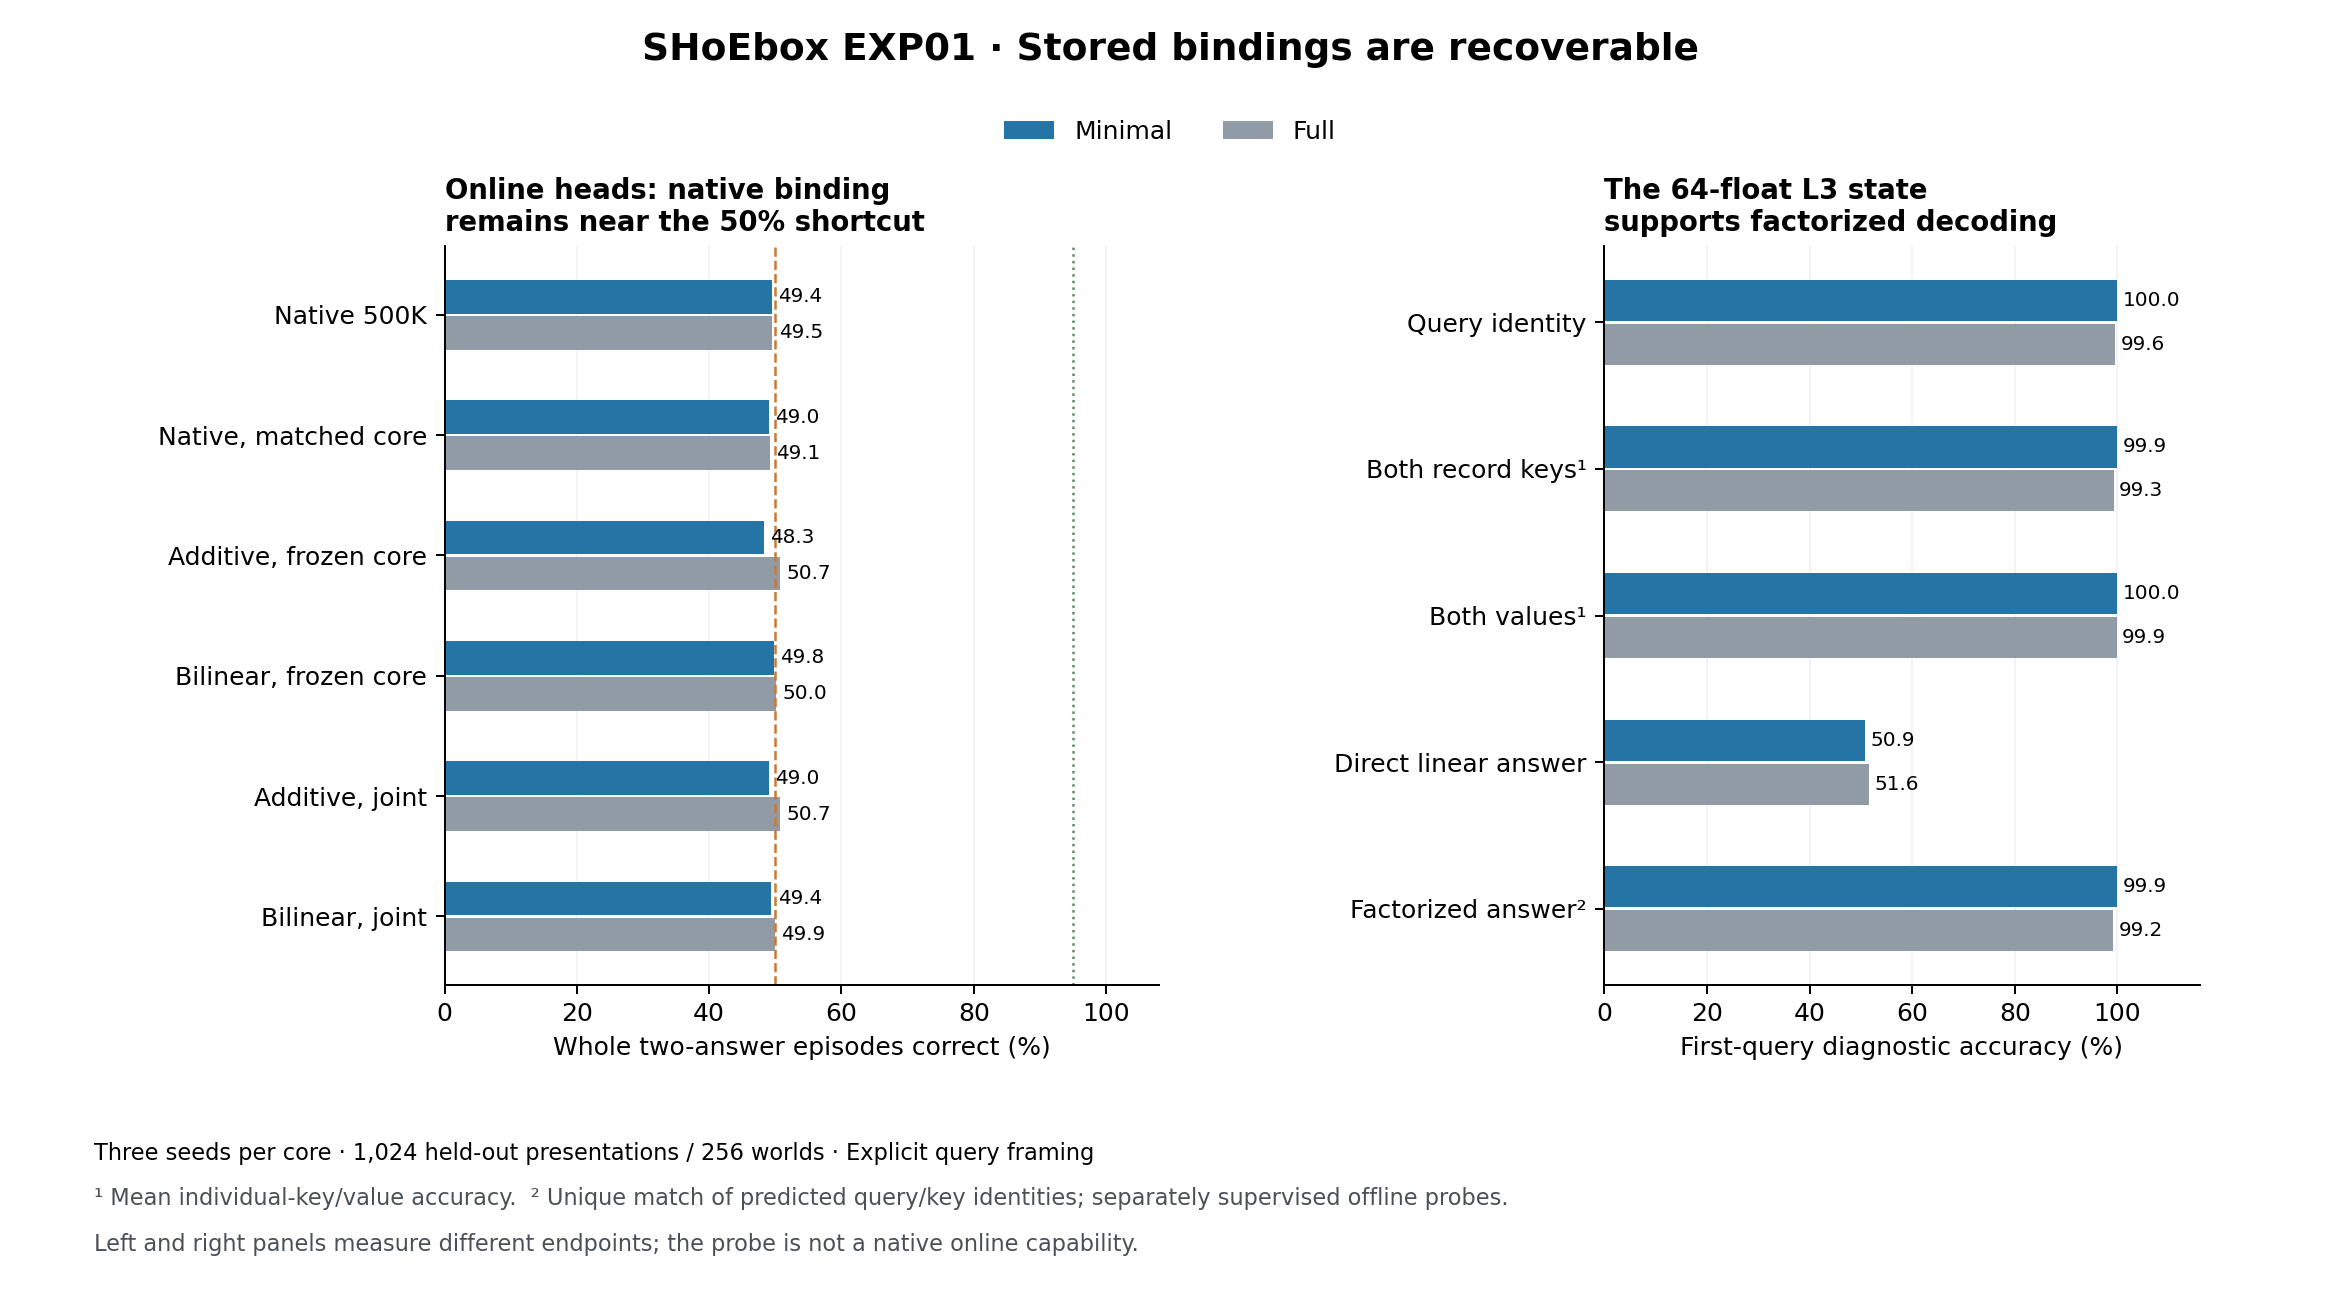 SHoEbox EXP01 · Stored bindings are recoverable
Minimal
Full
Online heads: native binding
remains near the 50% shortcut
Native 500K
49.4
49.5
Native, matched core
49.0
49.1
Additive, frozen core
48.3
50.7
Bilinear, frozen core
49.8
50.0
Additive, joint
49.0
50.7
Bilinear, joint
49.4
49.9
0 20 40 60 80 100
Whole two-answer episodes correct (%)
The 64-float L3 state
supports factorized decoding
Query identity
100.0
99.6
Both record keys¹
99.9
99.3
Both values¹
100.0
99.9
Direct linear answer
50.9
51.6
Factorized answer²
99.9
99.2
0 20 40 60 80 100
First-query diagnostic accuracy (%)
Three seeds per core · 1,024 held-out presentations / 256 worlds · Explicit query framing
¹ Mean individual-key/value accuracy. ² Unique match of predicted query/key identities; separately supervised offline probes.
Left and right panels measure different endpoints; the probe is not a native online capability.